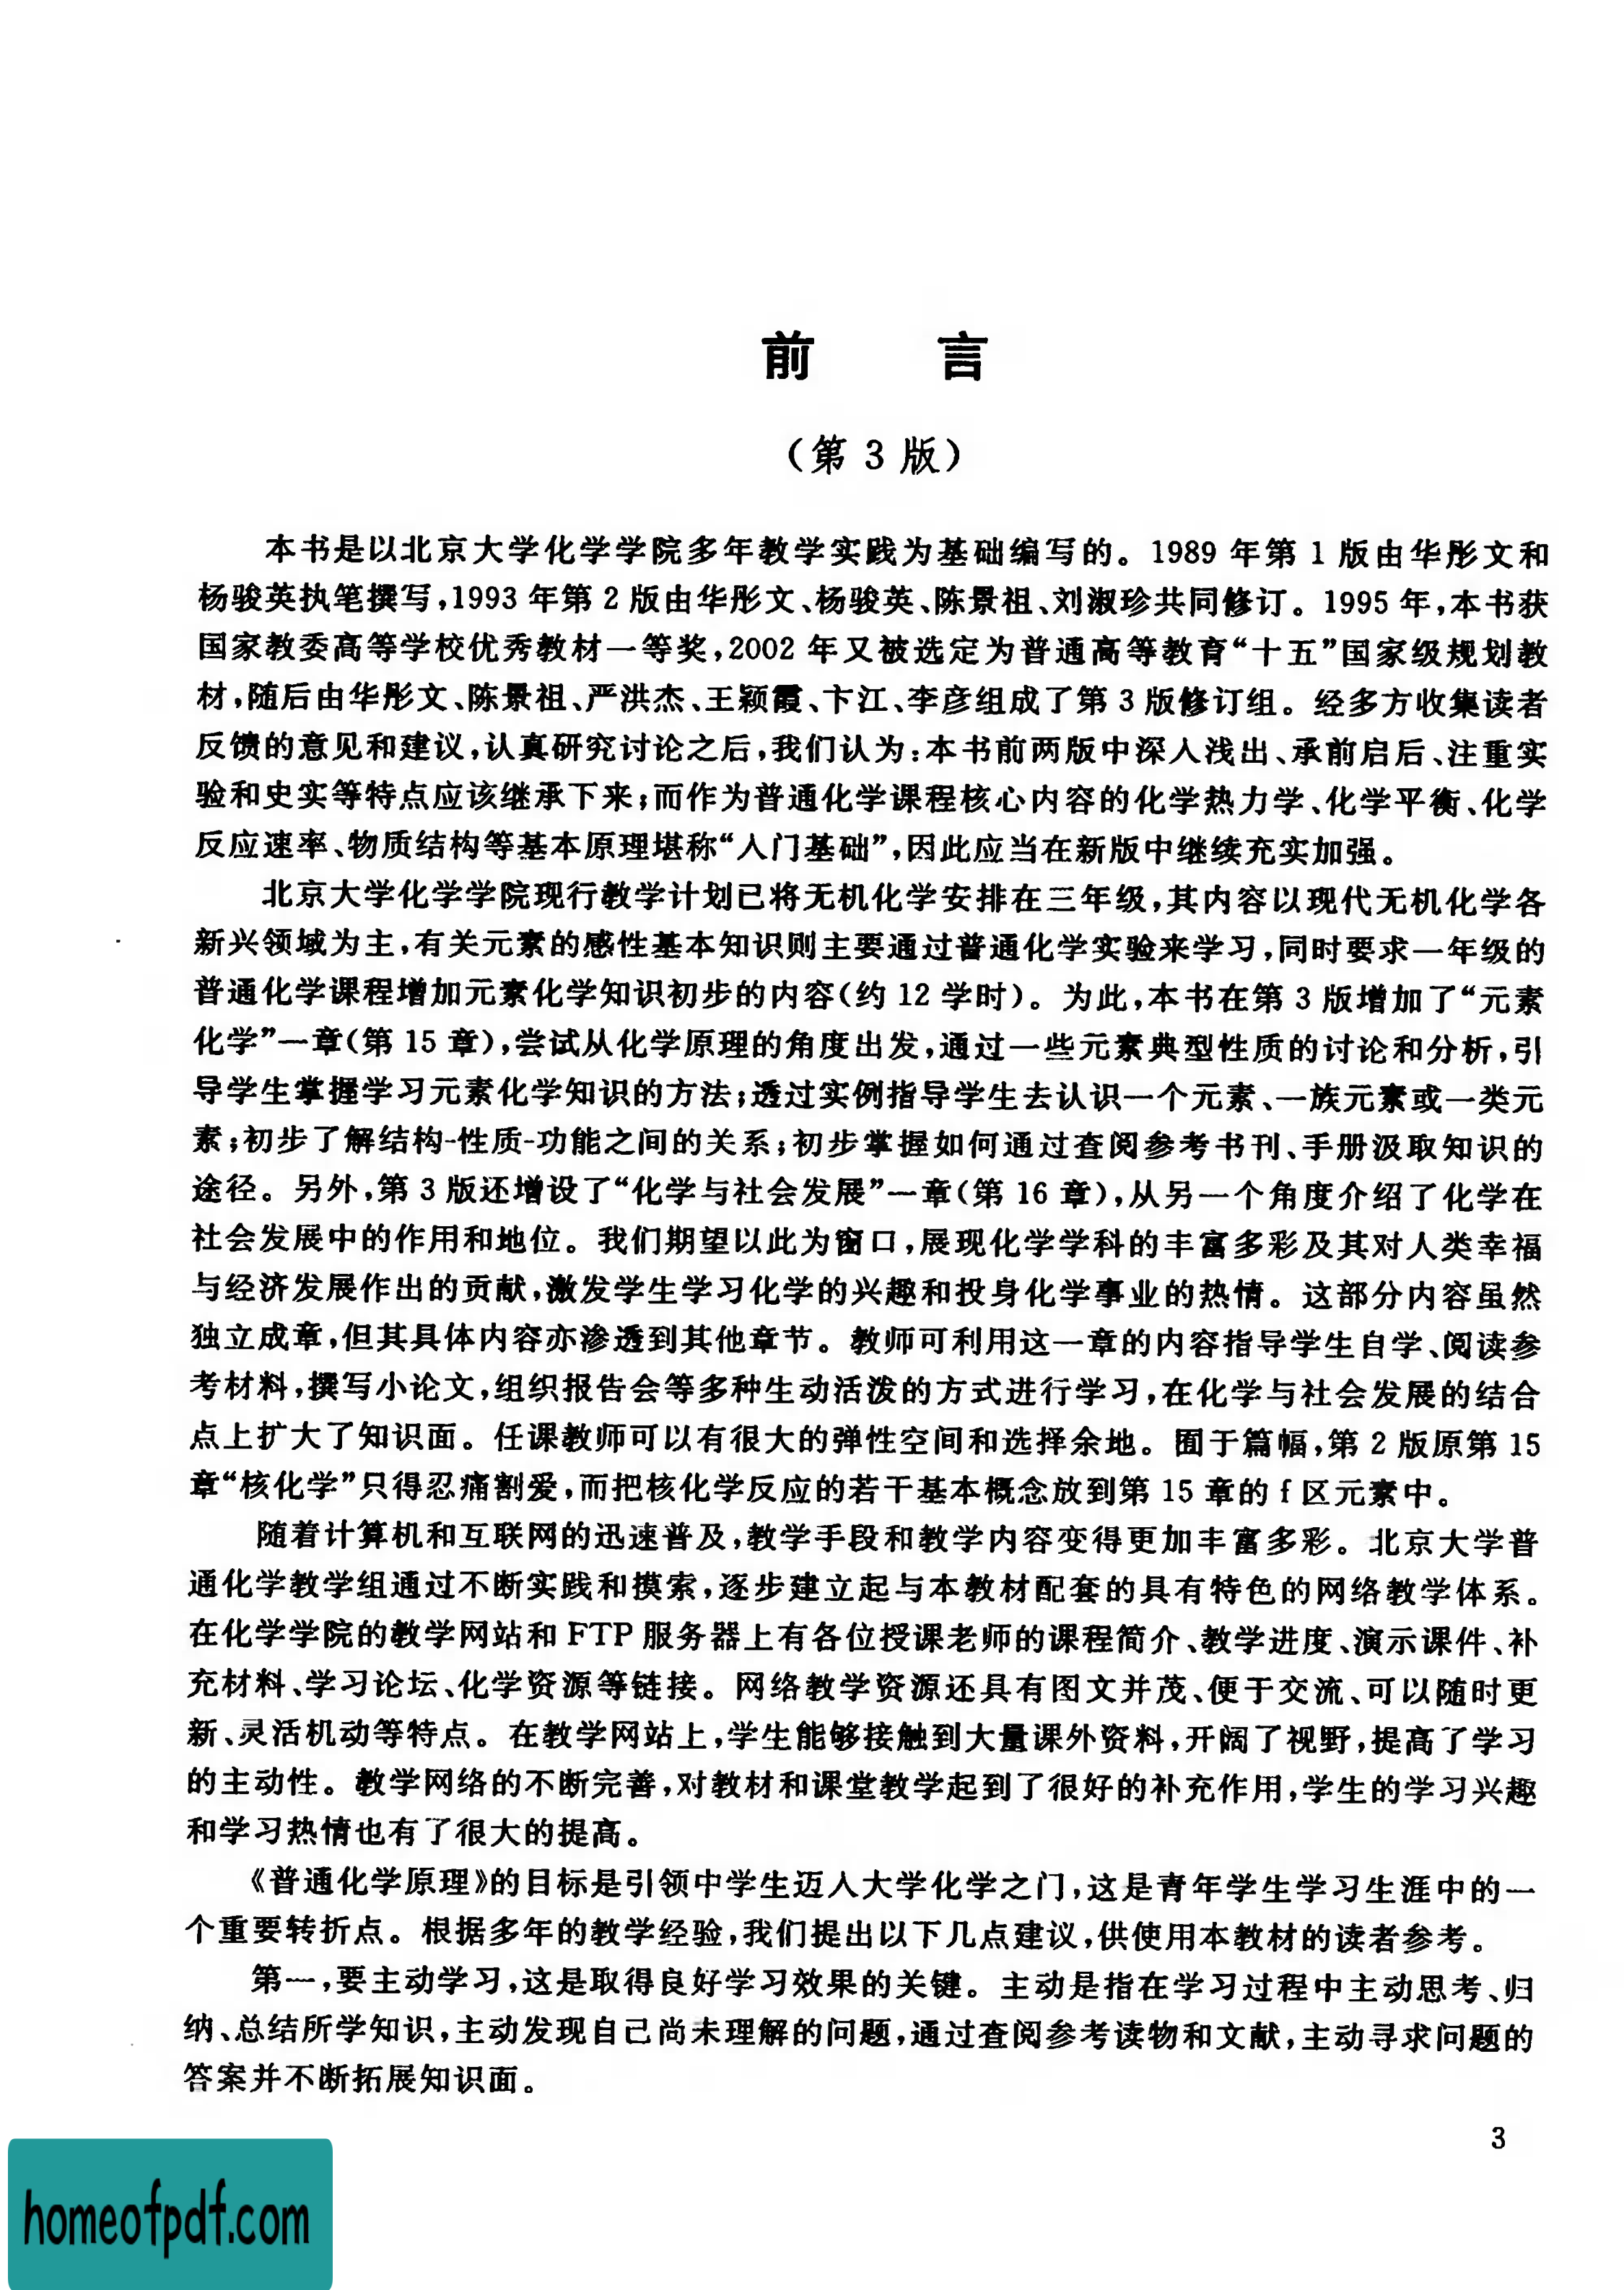 前 言
（第 3 版）
本书是以北京大学化学学院多年教学实践为基础编写的。1989 年第 1 版由华彤文和
杨骏英执笔撰写,1993 年第 2 版由华彤文、杨骏英、陈景祖、刘淑珍共同修订。1995 年,本书获
国家教委高等学校优秀教材一等奖,2002 年又被选定为普通高等教育“十五”国家级规划教
材,随后由华彤文、陈景祖、严洪杰、王颖霞、卞江、李彦组成了第 3 版修订组。经多方收集读者
反馈的意见和建议,认真研究讨论之后,我们认为:本书前两版中深入浅出、承前启后、注重实
验和史实等特点应该继承下来;而作为普通化学课程核心内容的化学热力学、化学平衡、化学
反应速率、物质结构等基本原理堪称“入门基础”,因此应当在新版中继续充实加强。
北京大学化学学院现行教学计划已将无机化学安排在三年级,其内容以现代无机化学各
新兴领域为主,有关元素的感性基本知识则主要通过普通化学实验来学习,同时要求一年级的
普通化学课程增加元素化学知识初步的内容(约 12 学时)。为此,本书在第 3 版增加了“元素
化学”一章(第 15 章),尝试从化学原理的角度出发,通过一些元素典型性质的讨论和分析,引
导学生掌握学习元素化学知识的方法;透过实例指导学生去认识一个元素、一族元素或一类元
素;初步了解结构-性质-功能之间的关系;初步掌握如何通过查阅参考书刊、手册汲取知识的
途径。另外,第 3 版还增设了“化学与社会发展”一章(第 16 章),从另一个角度介绍了化学在
社会发展中的作用和地位。我们期望以此为窗口,展现化学学科的丰富多彩及其对人类幸福
与经济发展作出的贡献,激发学生学习化学的兴趣和投身化学事业的热情。这部分内容虽然
独立成章,但其具体内容亦渗透到其他章节。教师可利用这一章的内容指导学生自学、阅读参
考材料,撰写小论文,组织报告会等多种生动活泼的方式进行学习,在化学与社会发展的结合
点上扩大了知识面。任课教师可以有很大的弹性空间和选择余地。囿于篇幅,第 2 版原第 15
章“核化学”只得忍痛割爱,而把核化学反应的若干基本概念放到第 15 章的 f 区元素中。
随着计算机和互联网的迅速普及,教学手段和教学内容变得更加丰富多彩。北京大学普
通化学教学组通过不断实践和摸索,逐步建立起与本教材配套的具有特色的网络教学体系。
在化学学院的教学网站和 FTP 服务器上有各位授课老师的课程简介、教学进度、演示课件、补
充材料、学习论坛、化学资源等链接。网络教学资源还具有图文并茂、便于交流、可以随时更
新、灵活机动等特点。在教学网站上,学生能够接触到大量课外资料,开阔了视野,提高了学习
的主动性。教学网络的不断完善,对教材和课堂教学起到了很好的补充作用,学生的学习兴趣
和学习热情也有了很大的提高。
《普通化学原理》的目标是引领中学生迈入大学化学之门,这是青年学生学习生涯中的一
个重要转折点。根据多年的教学经验,我们提出以下几点建议,供使用本教材的读者参考。
第一,要主动学习,这是取得良好学习效果的关键。主动是指在学习过程中主动思考、归
纳、总结所学知识,主动发现自己尚未理解的问题,通过查阅参考读物和文献,主动寻求问题的
答案并不断拓展知识面。
3
homeofpdf.com